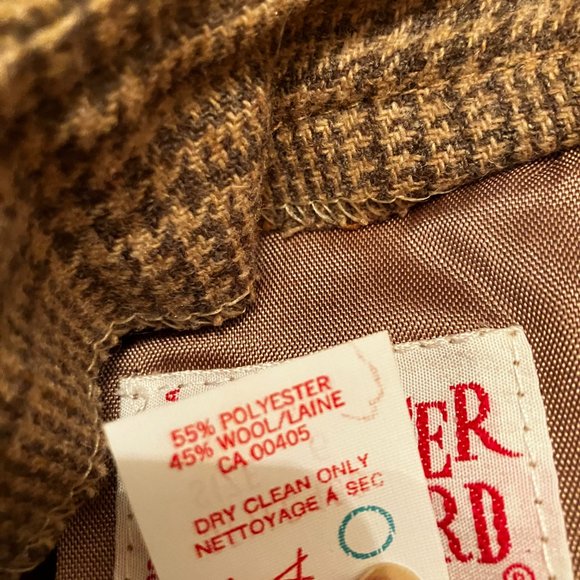 55% POLYESTER
45% WOOL/LAINE
CA 00405
DRY CLEAN ONLY
NETTOYAGE Á SEC
ER
RD
®